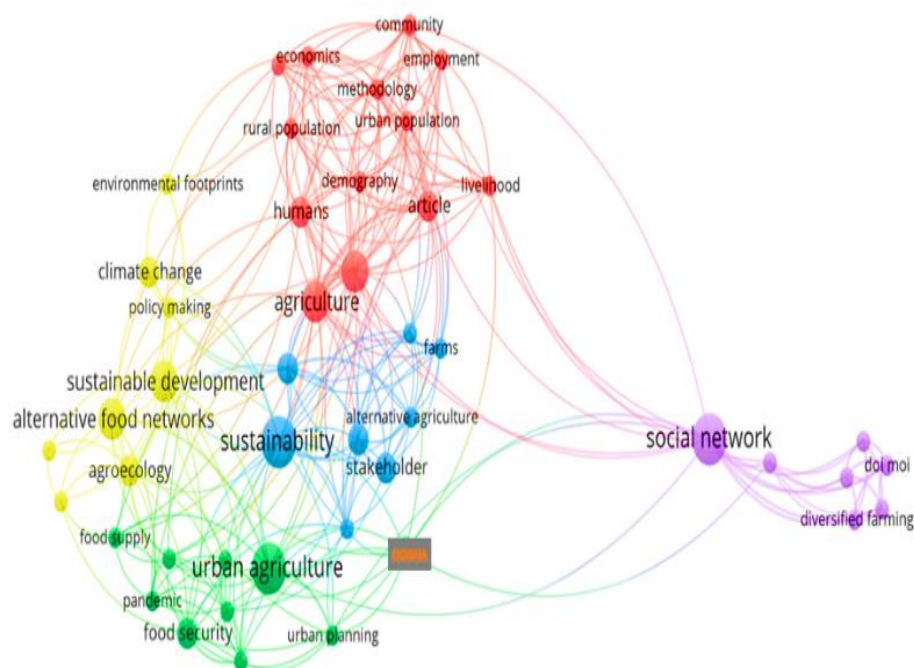 community
economics
employment
methodology
urban population
rural population
demography
environmental footprints
livelihood
humans
article
climate change
agriculture
policy making
farms
sustainable development
alternative food networks
alternative agriculture
sustainability
social network
stakeholder
agroecology
doi moi
diversified farming
food supply
urban agriculture
pandemic
food security
urban planning